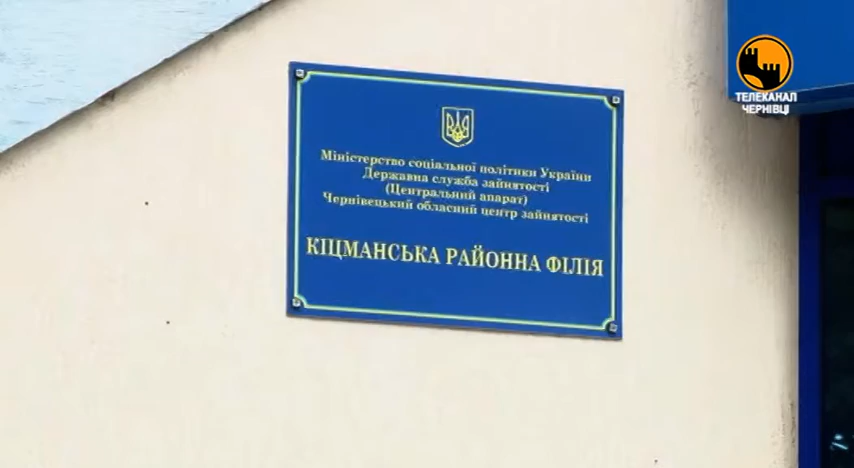 ТЕЛЕКАНАЛ
ЧЕРНІВЦІ
Міністерство соціальної політики України
Державна служба зайнятості
(Центральний апарат)
Чернівецький обласний центр зайнятості
КІЦМАНСЬКА РАЙОННА ФІЛІЯ